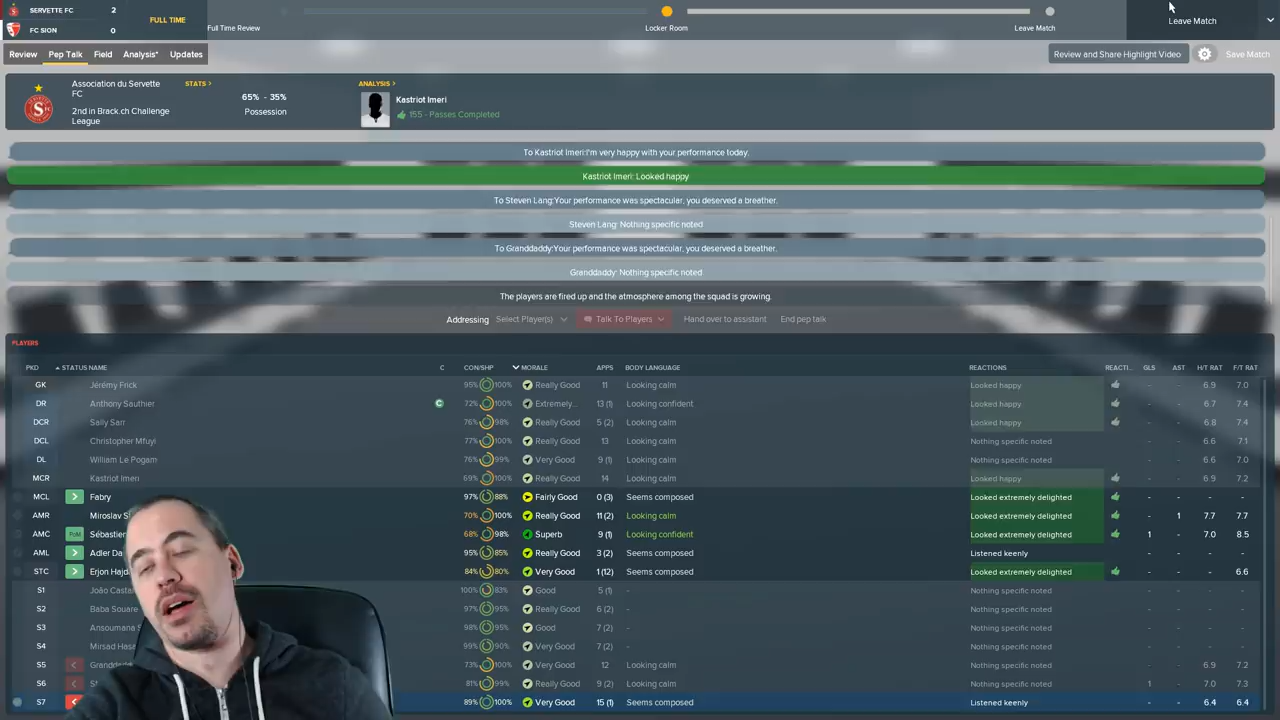 SERVETTE FC 2 FULL TIME
FC SION 0
Full Time Review Locker Room Leave Match Leave Match
Review Pep Talk Field Analysis* Updates Review and Share Highlight Video Save Match
Association du Servette FC STATS > ANALYSIS >
65% - 35% Kastriot Imeri
2nd in Brack.ch Challenge League Possession 155 - Passes Completed
To Kastriot Imeri:I'm very happy with your performance today.
Kastriot Imeri: Looked happy
To Steven Lang:Your performance was spectacular, you deserved a breather.
Steven Lang: Nothing specific noted
To Granddaddy:Your performance was spectacular, you deserved a breather.
Granddaddy: Nothing specific noted
The players are fired up and the atmosphere among the squad is growing.
Addressing Select Player(s) Talk To Players Hand over to assistant End pep talk
PLAYERS
PKD STATUS NAME C CON/SHP MORALE APPS BODY LANGUAGE REACTIONS REACTI... GLS AST H/T RAT F/T RAT
GK Jérémy Frick 95% 100% Really Good 11 Looking calm Looked happy - - 6.9 7.0
DR Anthony Sauthier C 72% 100% Extremely... 13 (1) Looking confident Looked happy - - 6.7 7.4
DCR Sally Sarr 76% 98% Really Good 5 (2) Looking calm Looked happy - - 6.8 7.4
DCL Christopher Mfuyi 77% 100% Really Good 13 Looking calm Nothing specific noted - - 6.6 7.1
DL William Le Pogam 76% 99% Very Good 9 (1) Looking calm Nothing specific noted - - 6.6 7.0
MCR Kastriot Imeri 69% 100% Really Good 14 Looking calm Looked happy - - 6.9 7.2
MCL Fabry 97% 88% Fairly Good 0 (3) Seems composed Looked extremely delighted - - - -
AMR Miroslav 70% 100% Really Good 11 (2) Looking calm Looked extremely delighted - 1 7.7 7.7
AMC PoM Sébastien 68% 98% Superb 9 (1) Looking confident Looked extremely delighted 1 - 7.0 8.5
AML Adler Da 95% 85% Really Good 3 (2) Seems composed Listened keenly - - - -
STC Erjon Hajd 84% 80% Very Good 1 (12) Seems composed Looked extremely delighted - - - 6.6
S1 João Casta 100% 83% Good 5 (1) - Nothing specific noted - - - -
S2 Baba Souare 97% 95% Really Good 6 (2) - Nothing specific noted - - - -
S3 Ansoumana S 98% 95% Good 7 (2) - Nothing specific noted - - - -
S4 Mirsad Has 99% 90% Very Good 7 (2) - Nothing specific noted - - - -
S5 Grandda 73% 100% Very Good 12 Looking calm Nothing specific noted - - 6.9 7.2
S6 81% 99% Really Good 9 (2) Looking calm Nothing specific noted 1 - 7.0 7.3
S7 89% 100% Very Good 15 (1) Seems composed Listened keenly - - 6.4 6.4